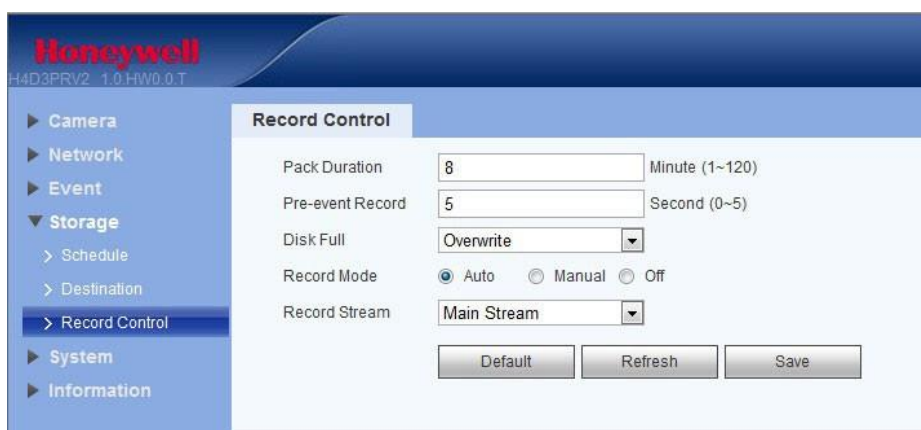 Honeywell
H4D3PRV2 1.0.HW0.0.T
Camera
Network
Event
Storage
Schedule
Destination
Record Control
System
Information
Record Control
Pack Duration 8 Minute (1~120)
Pre-event Record 5 Second (0~5)
Disk Full Overwrite
Record Mode Auto Manual Off
Record Stream Main Stream
Default Refresh Save